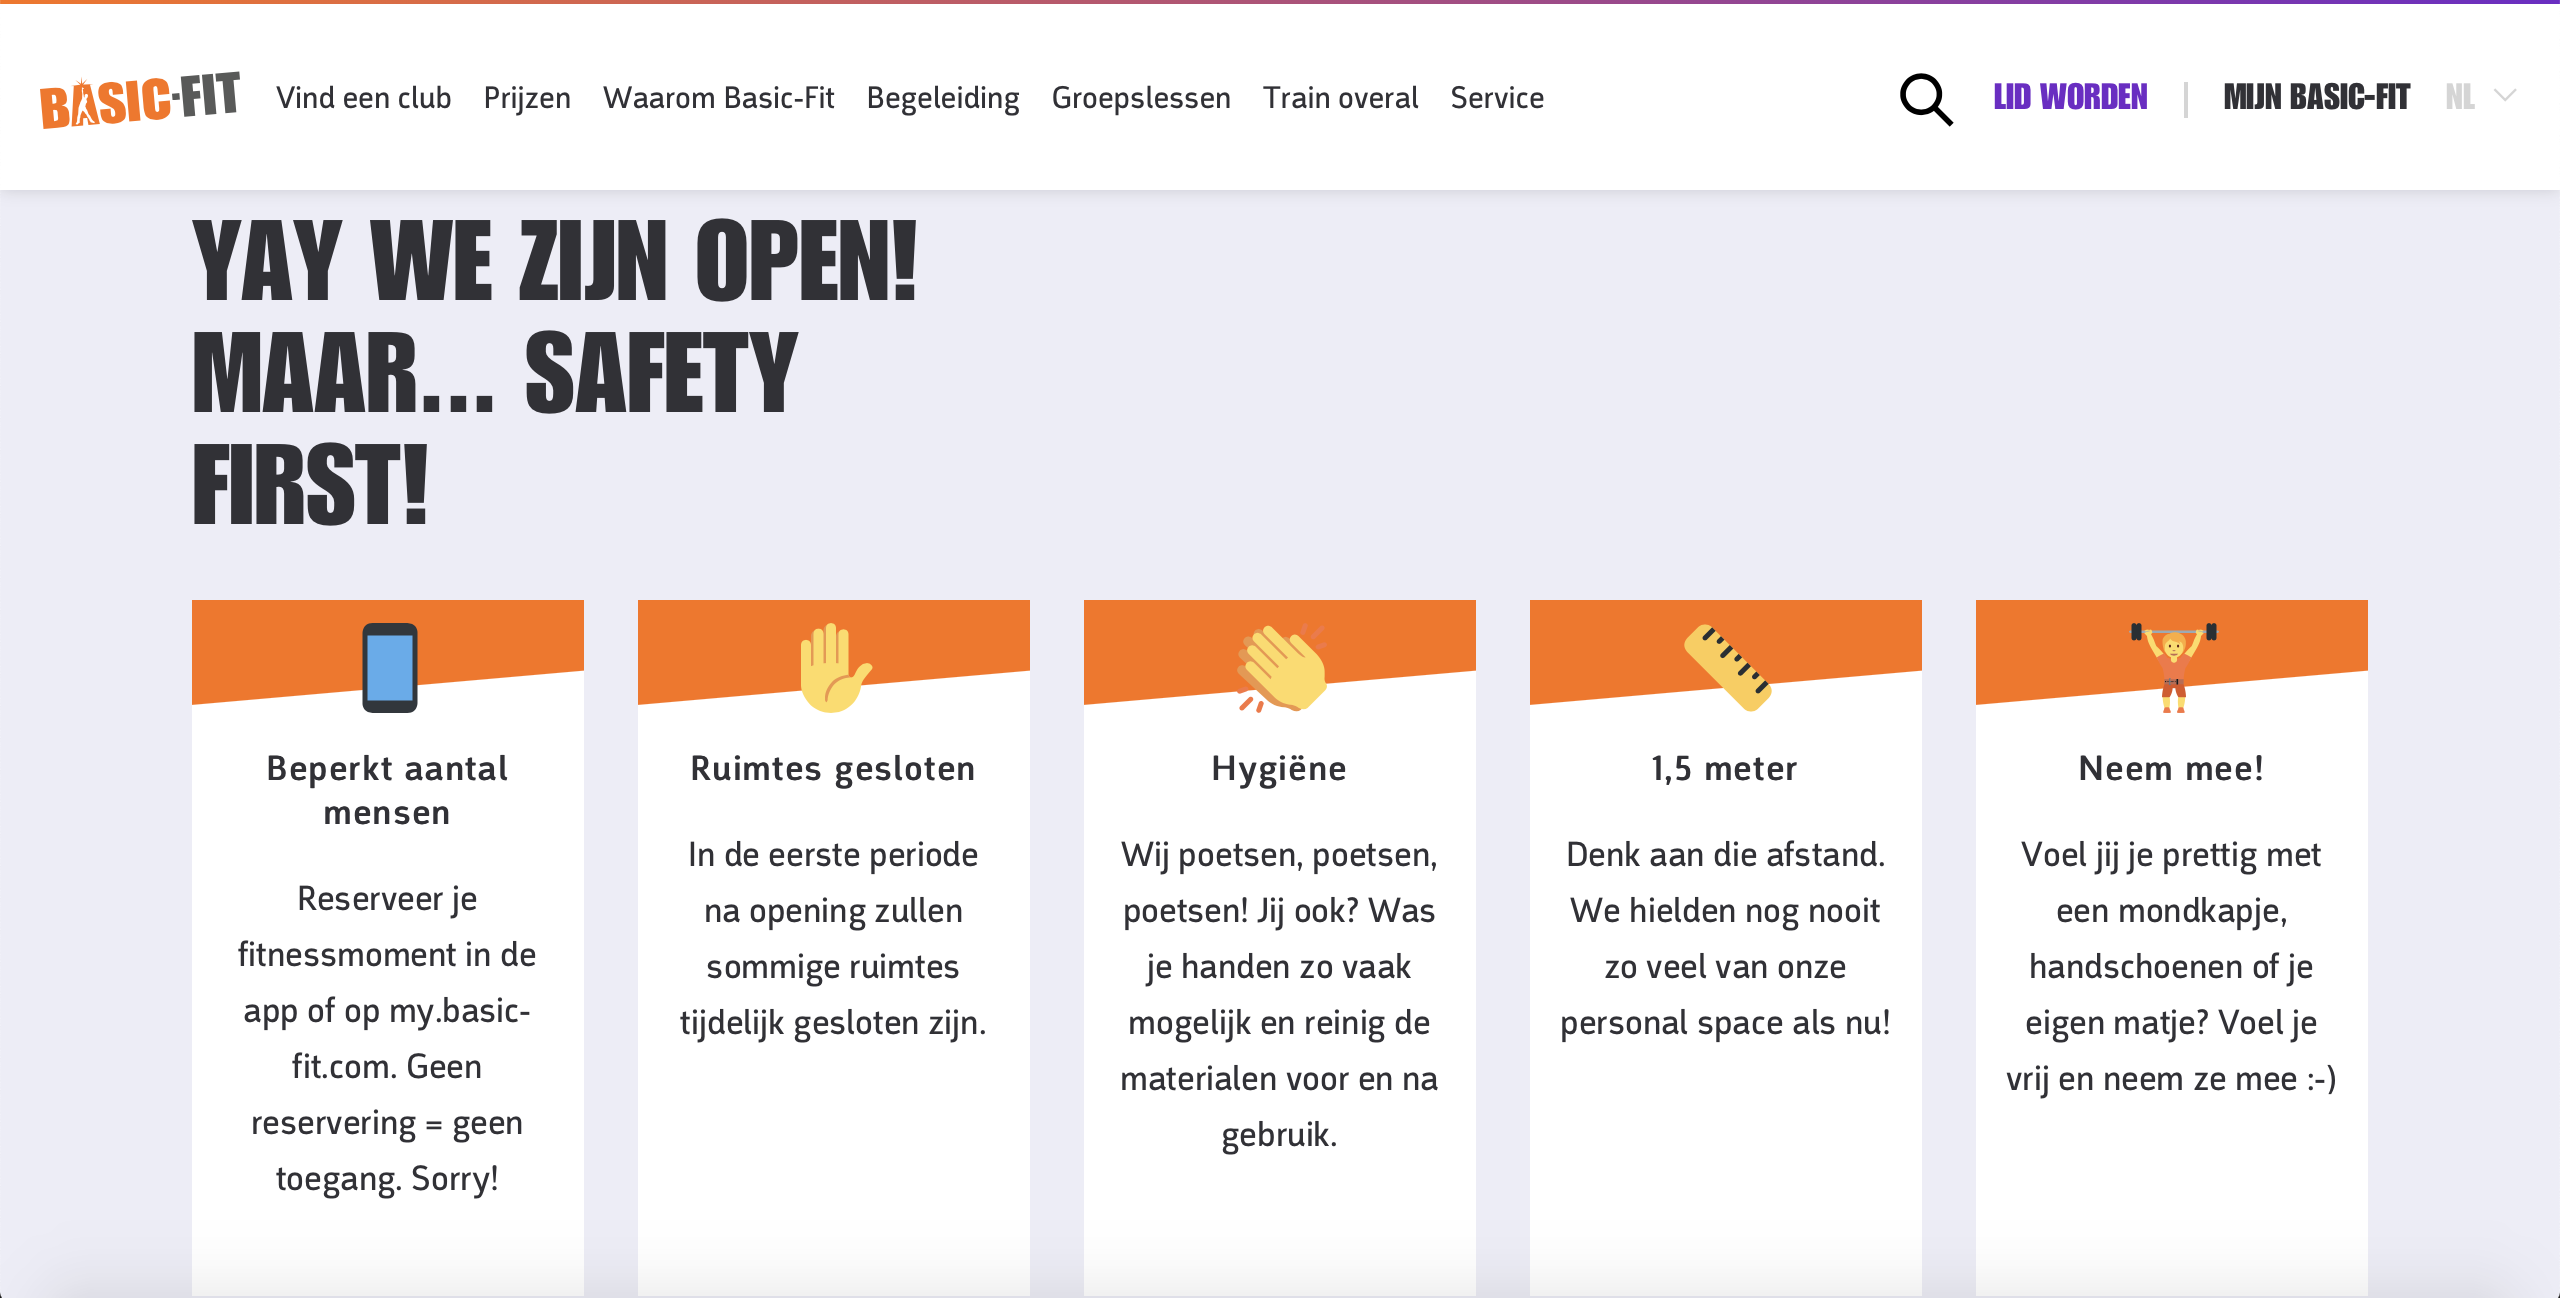 BASIC-FIT
Vind een club
Prijzen
Waarom Basic-Fit
Begeleiding
Groepslessen
Train overal
Service
LID WORDEN
MIJN BASIC-FIT
NL
YAY WE ZIJN OPEN!
MAAR... SAFETY
FIRST!
Beperkt aantal
mensen
Reserveer je
fitnessmoment in de
app of op my.basic-
fit.com. Geen
reservering = geen
toegang. Sorry!
Ruimtes gesloten
In de eerste periode
na opening zullen
sommige ruimtes
tijdelijk gesloten zijn.
Hygiëne
Wij poetsen, poetsen,
poetsen! Jij ook? Was
je handen zo vaak
mogelijk en reinig de
materialen voor en na
gebruik.
1,5 meter
Denk aan die afstand.
We hielden nog nooit
zo veel van onze
personal space als nu!
Neem mee!
Voel jij je prettig met
een mondkapje,
handschoenen of je
eigen matje? Voel je
vrij en neem ze mee :-)